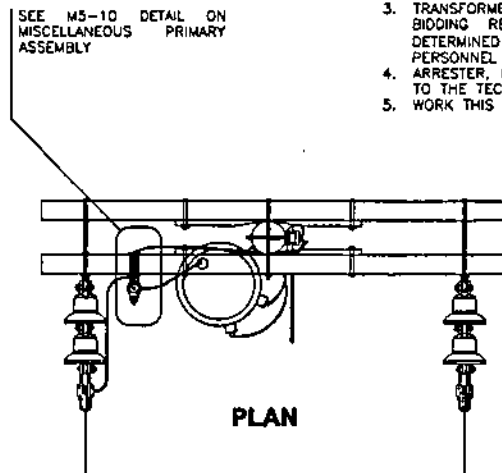 SEE M5-10 DETAIL ON
MISCELLANEOUS PRIMARY
ASSEMBLY
3. TRANSFORME
BIDDING RE
DETERMINED
PERSONNEL
4. ARRESTER,
TO THE TEC
5. WORK THIS
PLAN